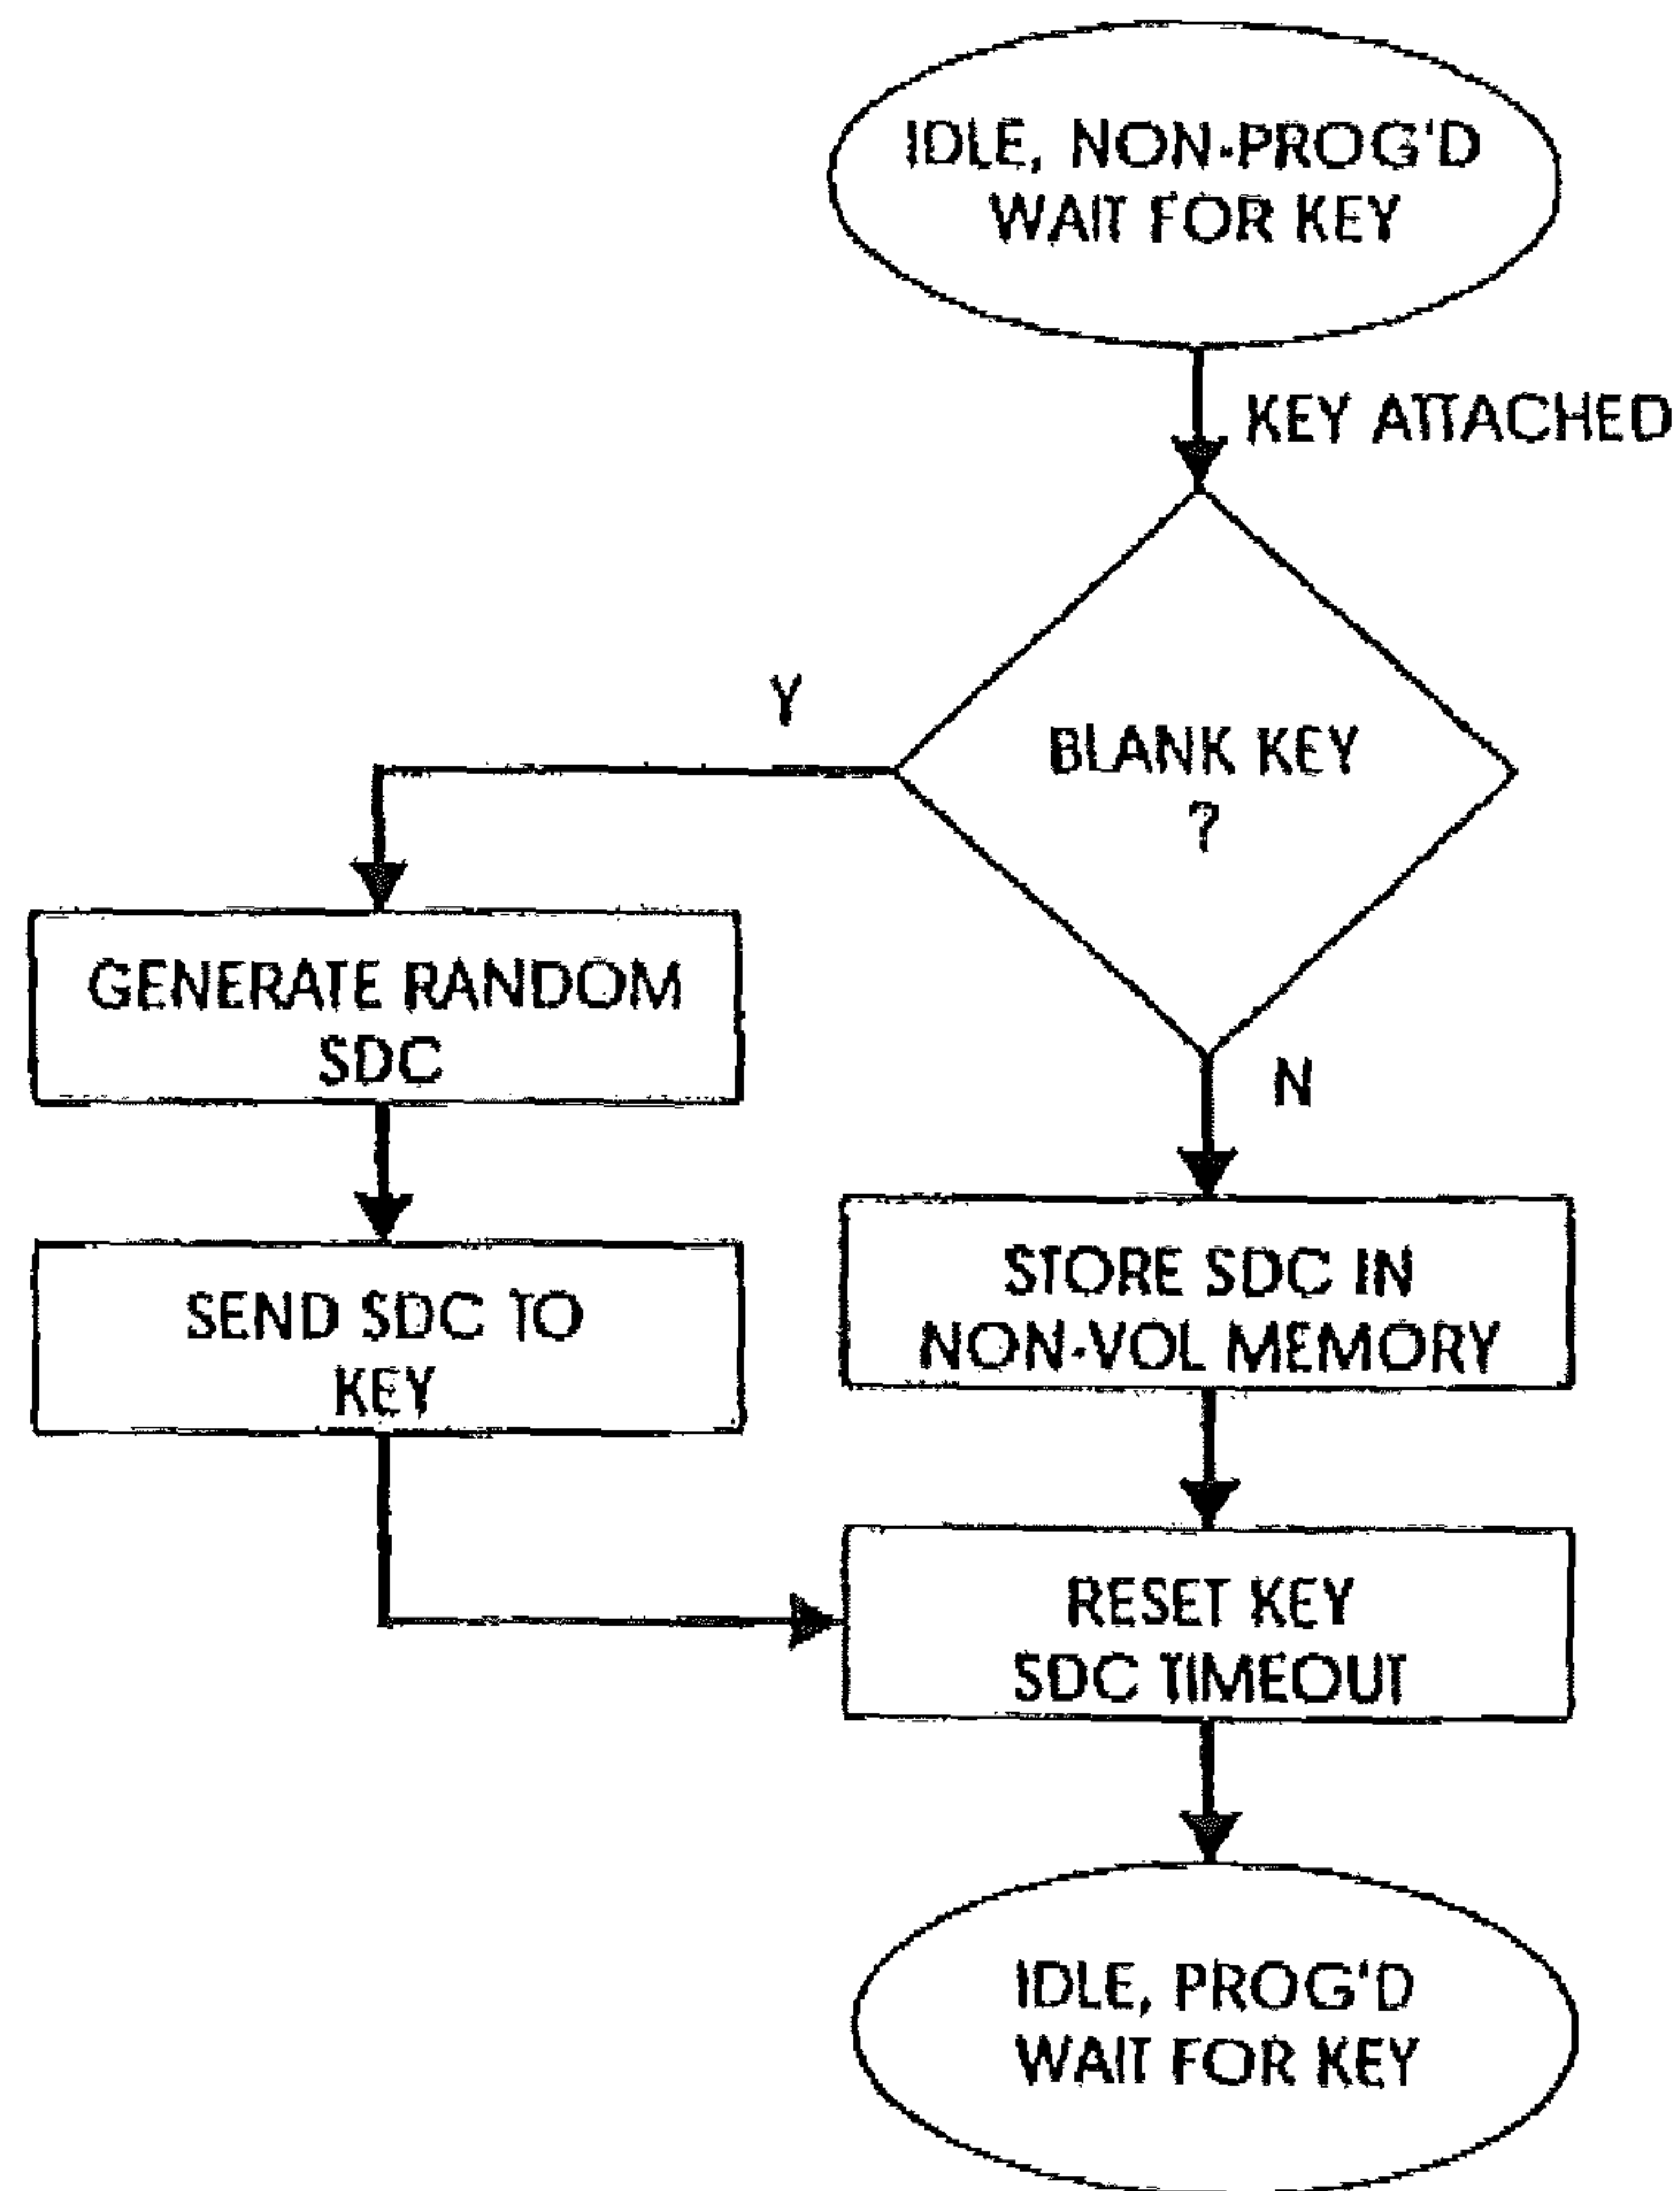 IDLE, NON-PROG'D
WAIT FOR KEY
KEY ATTACHED
BLANK KEY
?
Y
N
GENERATE RANDOM
SDC
SEND SDC TO
KEY
STORE SDC IN
NON-VOL MEMORY
RESET KEY
SDC TIMEOUT
IDLE, PROG'D
WAIT FOR KEY